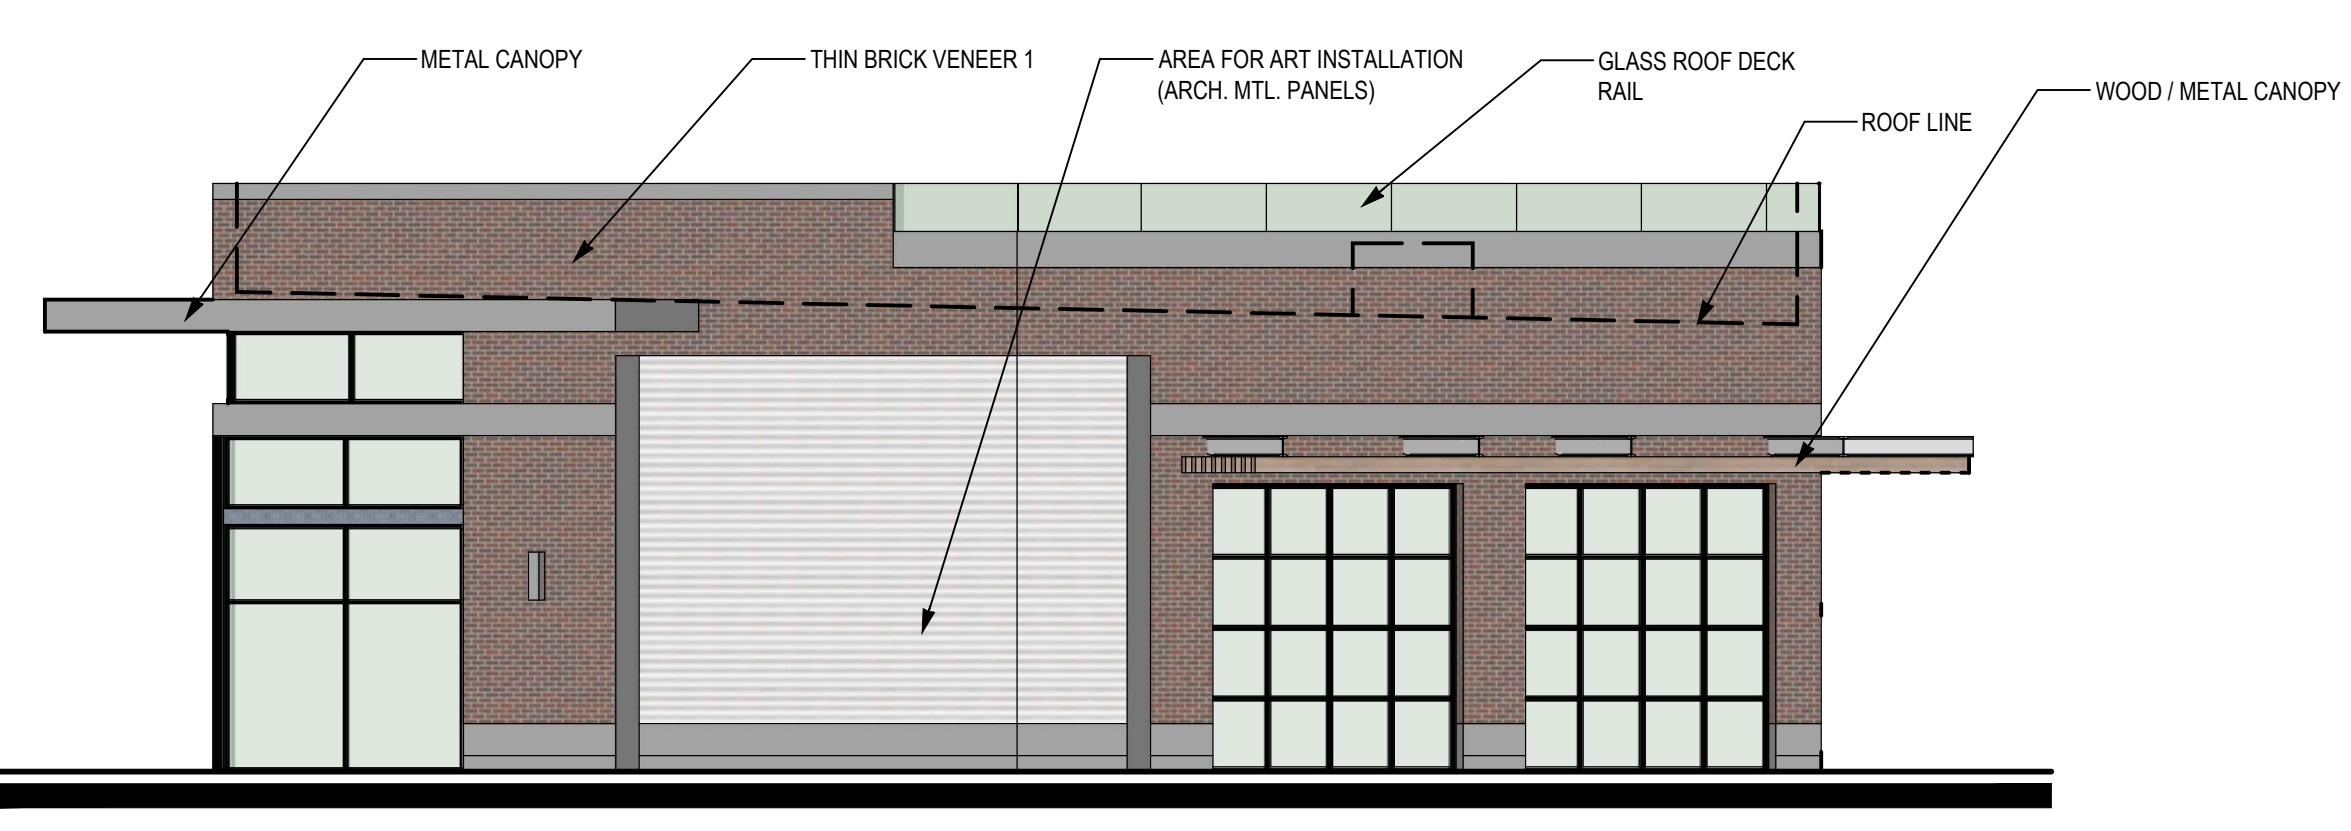 METAL CANOPY
THIN BRICK VENEER 1
AREA FOR ART INSTALLATION
(ARCH. MTL. PANELS)
GLASS ROOF DECK
RAIL
ROOF LINE
WOOD / METAL CANOPY